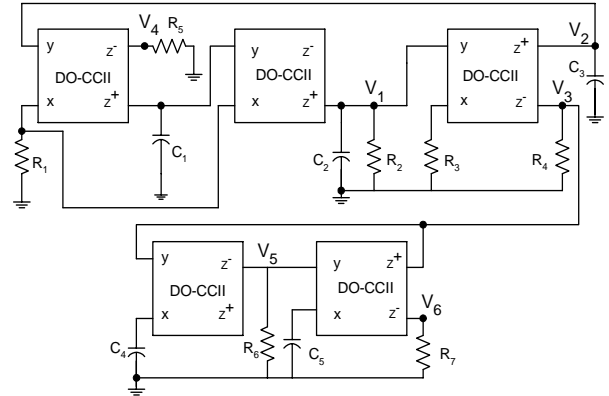 V4
R5
V2
y
z-
DO-CCII
x
z+
y
z-
DO-CCII
x
z+
V1
y
z+
DO-CCII
x
z-
C3
V3
R1
C1
C2
R2
R3
R4
y
z-
DO-CCII
x
z+
V5
y
z+
DO-CCII
x
z-
V6
C4
R6
C5
R7